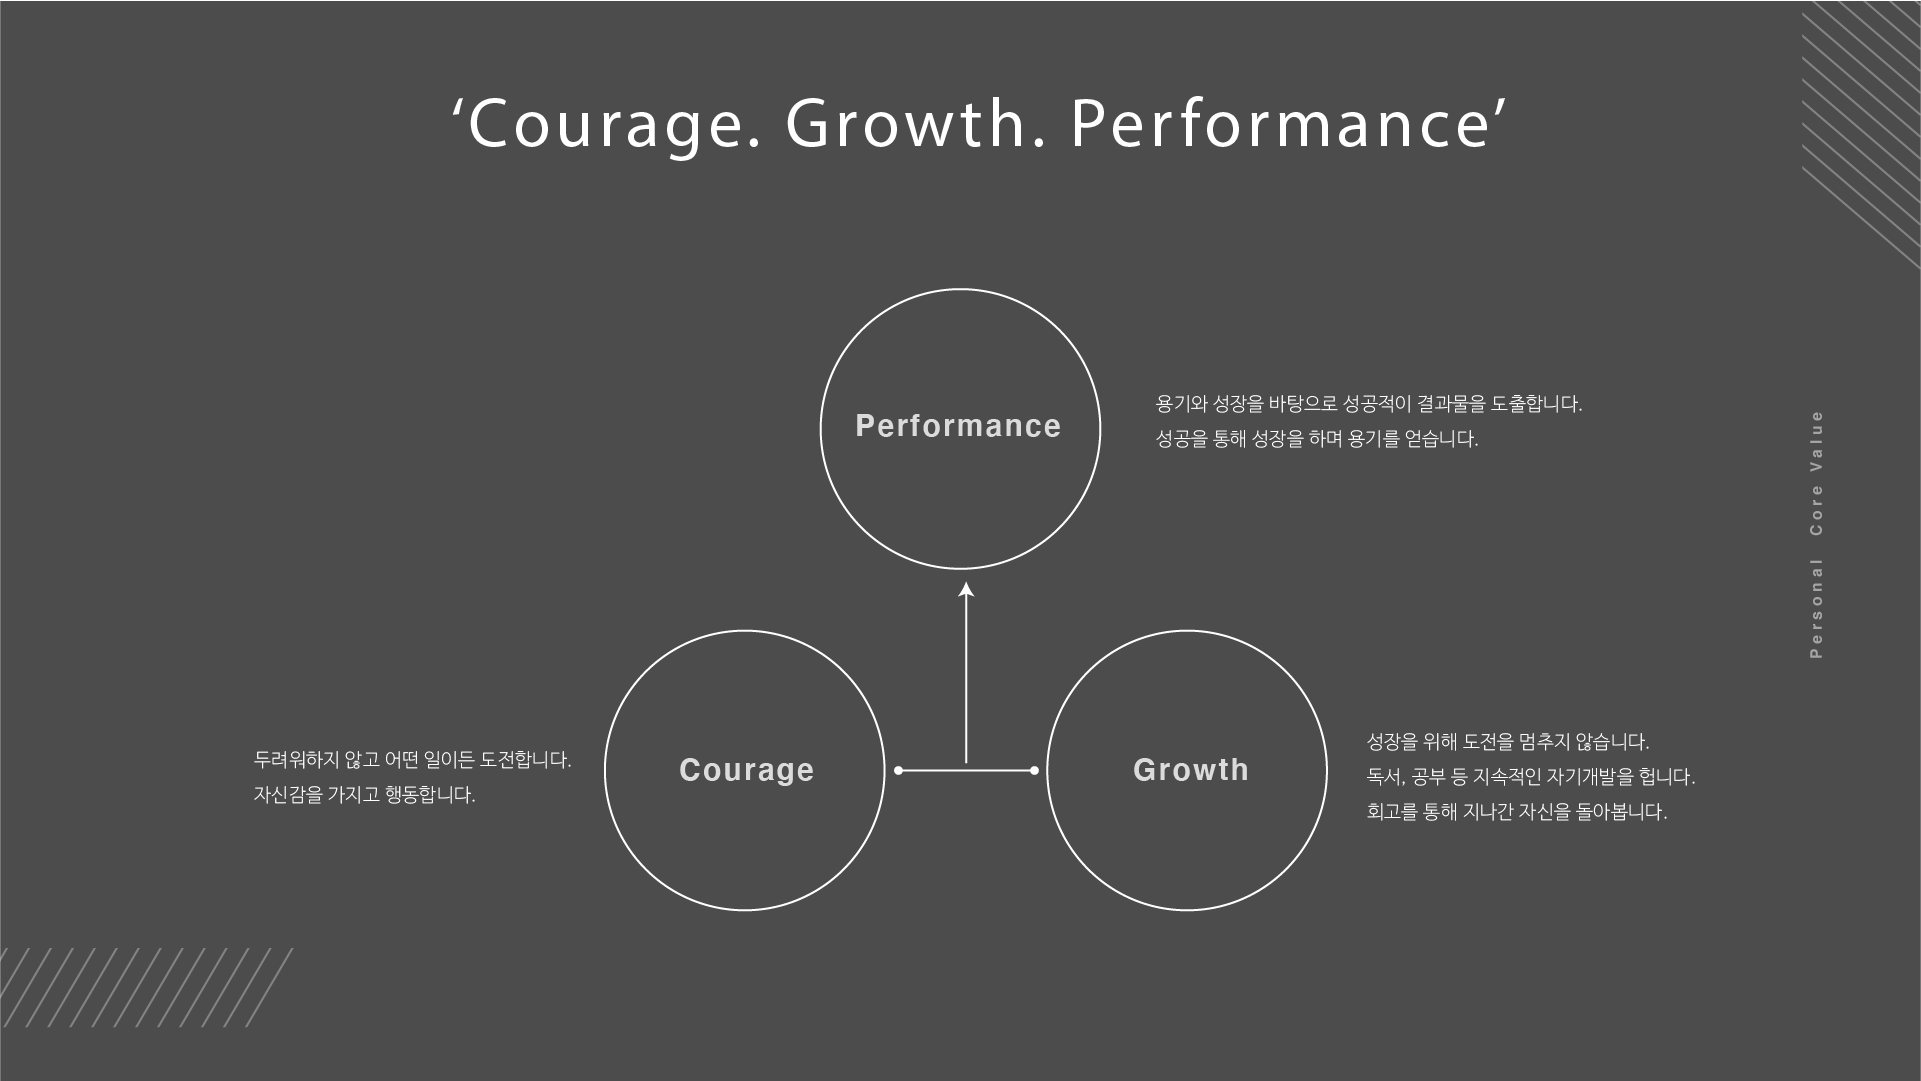 ‘Courage. Growth. Performance’
Performance
용기와 성장을 바탕으로 성공적이 결과물을 도출합니다.
성공을 통해 성장을 하며 용기를 얻습니다.
Personal Core Value
두려워하지 않고 어떤 일이든 도전합니다.
자신감을 가지고 행동합니다.
Courage
Growth
성장을 위해 도전을 멈추지 않습니다.
독서, 공부 등 지속적인 자기개발을 헙니다.
회고를 통해 지나간 자신을 돌아봅니다.